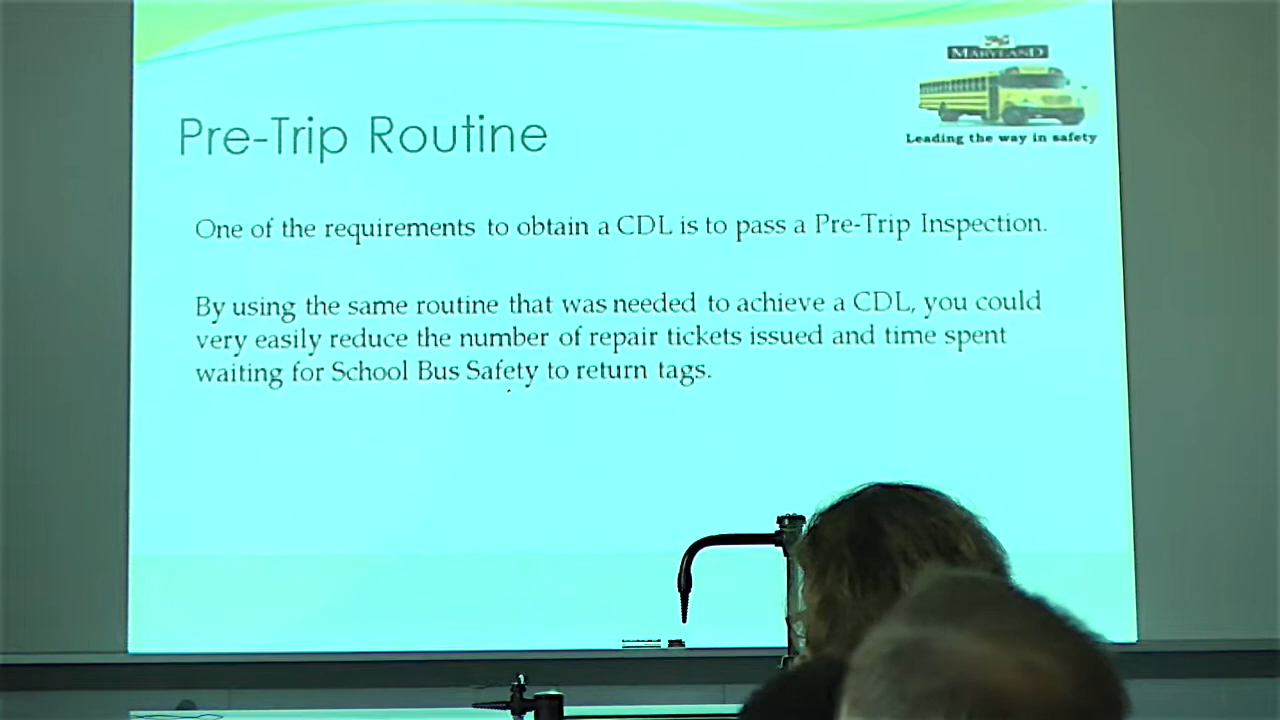 MARYLAND
Leading the way in safety
Pre-Trip Routine
One of the requirements to obtain a CDL is to pass a Pre-Trip Inspection.
By using the same routine that was needed to achieve a CDL, you could
very easily reduce the number of repair tickets issued and time spent
waiting for School Bus Safety to return tags.